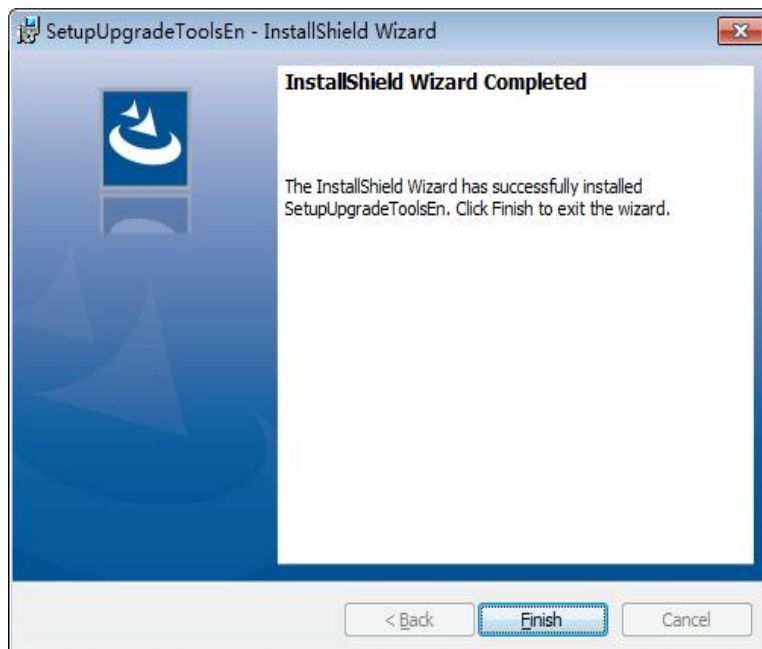 SetupUpgradeToolsEn - InstallShield Wizard
InstallShield Wizard Completed
The InstallShield Wizard has successfully installed
SetupUpgradeToolsEn. Click Finish to exit the wizard.
< Back
Finish
Cancel